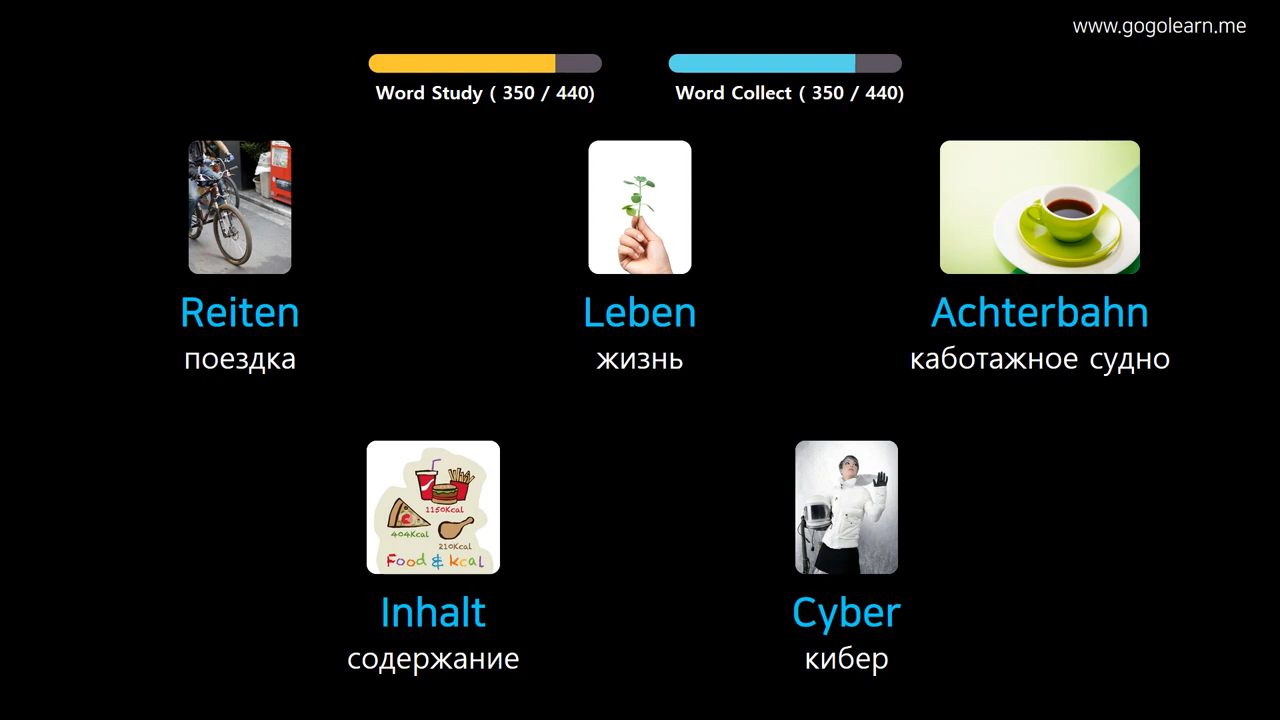 www.gogolearn.me
Word Study ( 350 / 440)
Word Collect ( 350 / 440)
Reiten
поездка
Leben
жизнь
Achterbahn
каботажное судно
1150Kcal
404Kcal
210Kcal
Food & kcal
Inhalt
содержание
Cyber
кибер